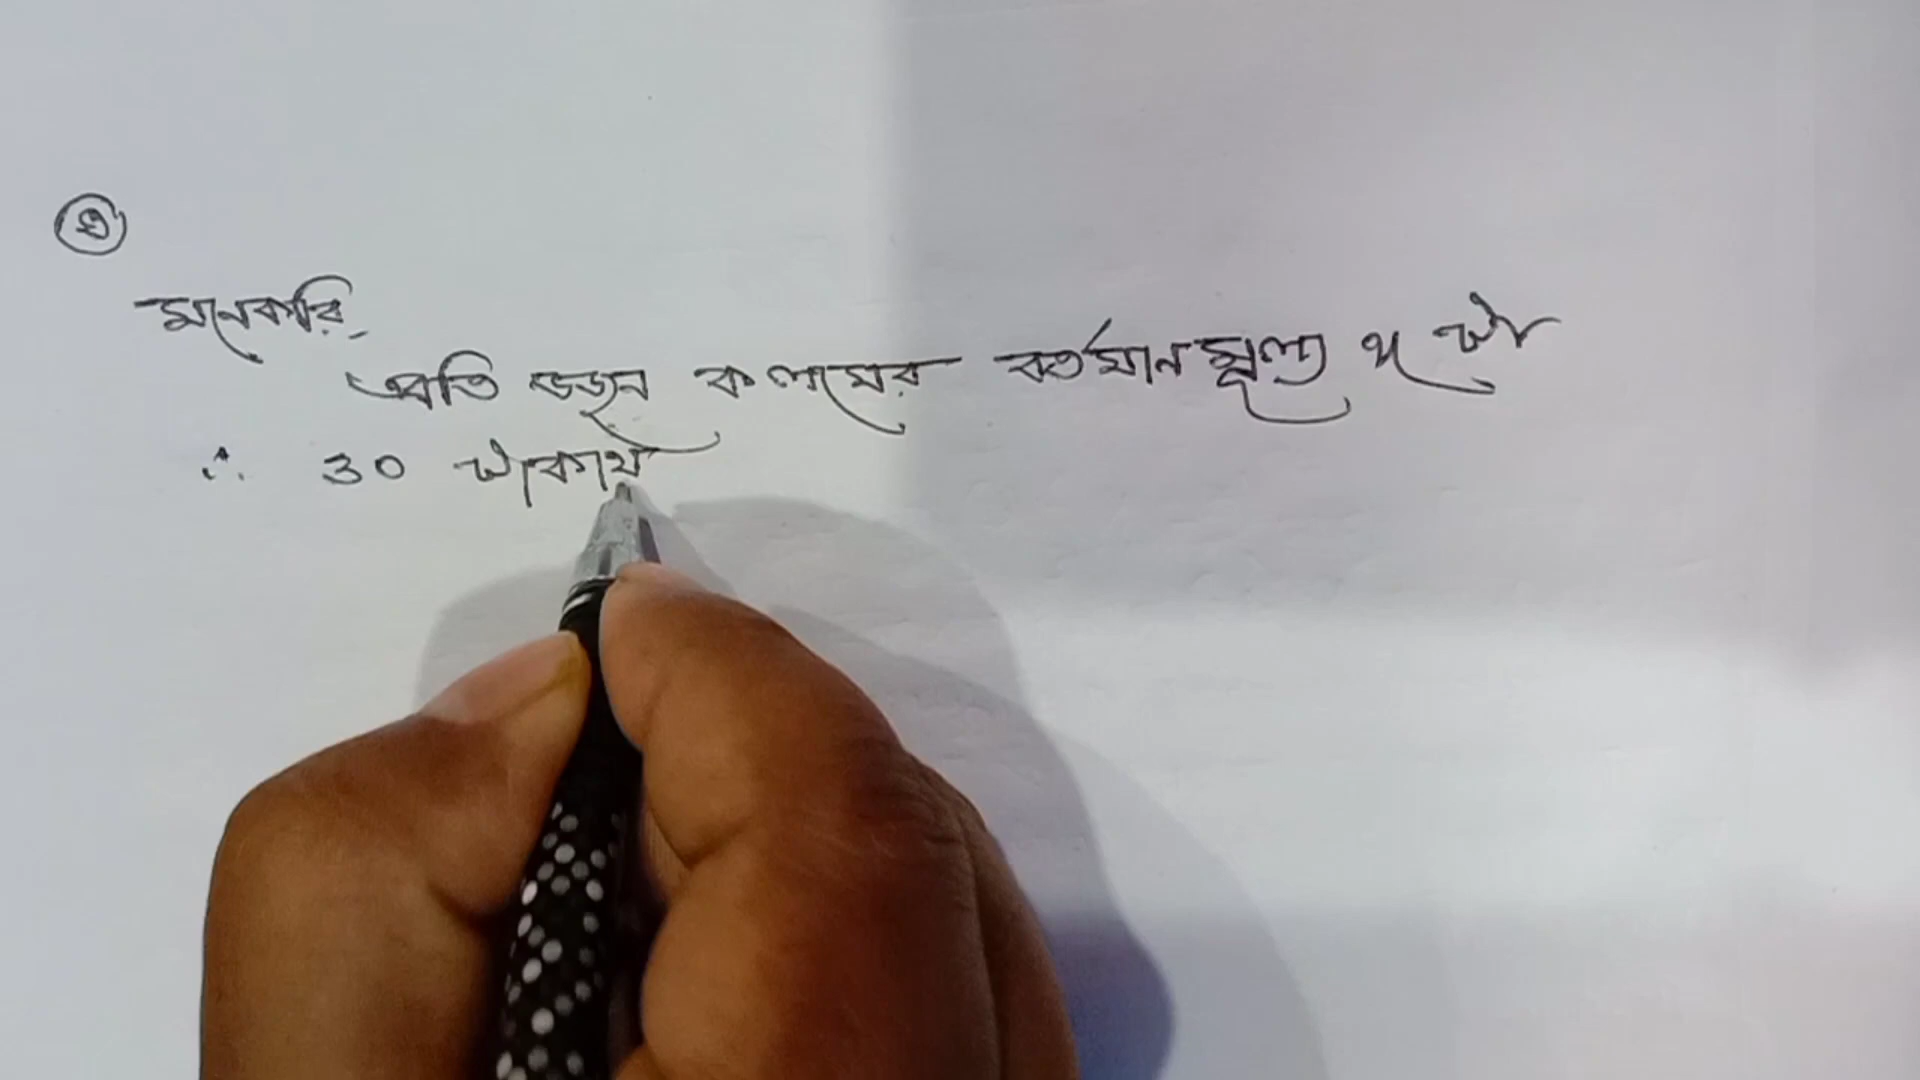 ঘ
মনেকরি,
প্রতি ডজন কলমের বর্তমান মূল্য x টা
∴ 30 টাকায়